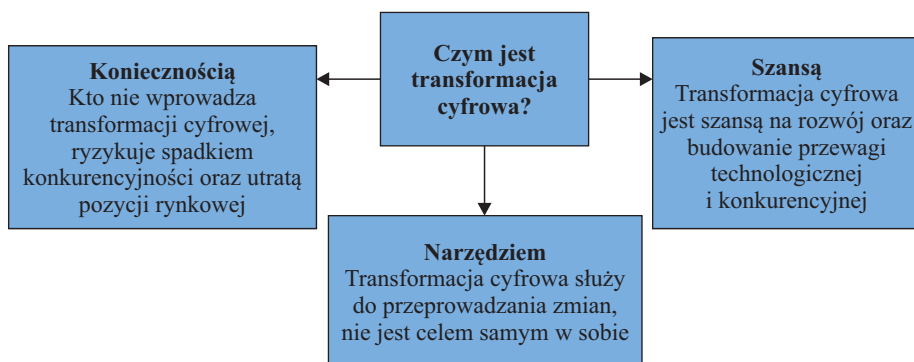 Czym jest
transformacja
cyfrowa?
Koniecznością
Kto nie wprowadza
transformacji cyfrowej,
ryzykuje spadkiem
konkurencyjności oraz utratą
pozycji rynkowej
Szansą
Transformacja cyfrowa
jest szansą na rozwój oraz
budowanie przewagi
technologicznej
i konkurencyjnej
Narzędziem
Transformacja cyfrowa służy
do przeprowadzania zmian,
nie jest celem samym w sobie